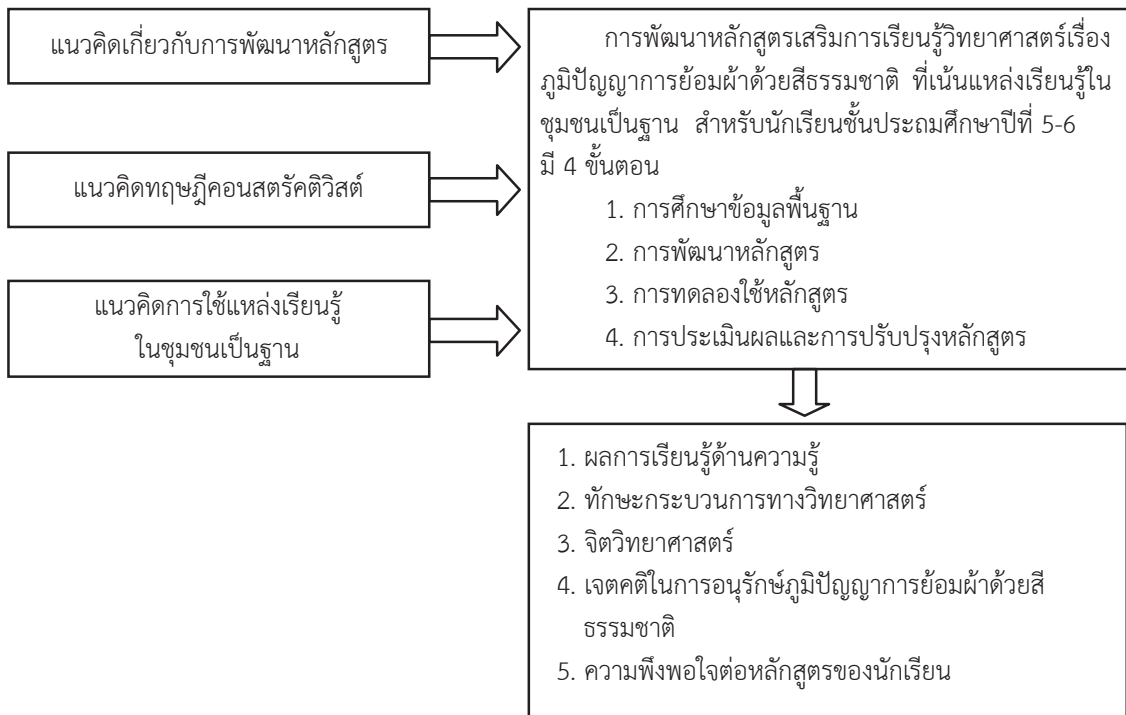 แนวคิดเกี่ยวกับการพัฒนาหลักสูตร
แนวคิดทฤษฎีคอนสตรัคติวิสต์
แนวคิดการใช้แหล่งเรียนรู้
ในชุมชนเป็นฐาน
การพัฒนาหลักสูตรเสริมการเรียนรู้วิทยาศาสตร์เรื่อง
ภูมิปัญญาการย้อมผ้าด้วยสีธรรมชาติ ที่เน้นแหล่งเรียนรู้ใน
ชุมชนเป็นฐาน สำหรับนักเรียนชั้นประถมศึกษาปีที่ 5-6
มี 4 ขั้นตอน
1. การศึกษาข้อมูลพื้นฐาน
2. การพัฒนาหลักสูตร
3. การทดลองใช้หลักสูตร
4. การประเมินผลและการปรับปรุงหลักสูตร
1. ผลการเรียนรู้ด้านความรู้
2. ทักษะกระบวนการทางวิทยาศาสตร์
3. จิตวิทยาศาสตร์
4. เจตคติในการอนุรักษ์ภูมิปัญญาการย้อมผ้าด้วยสี
ธรรมชาติ
5. ความพึงพอใจต่อหลักสูตรของนักเรียน